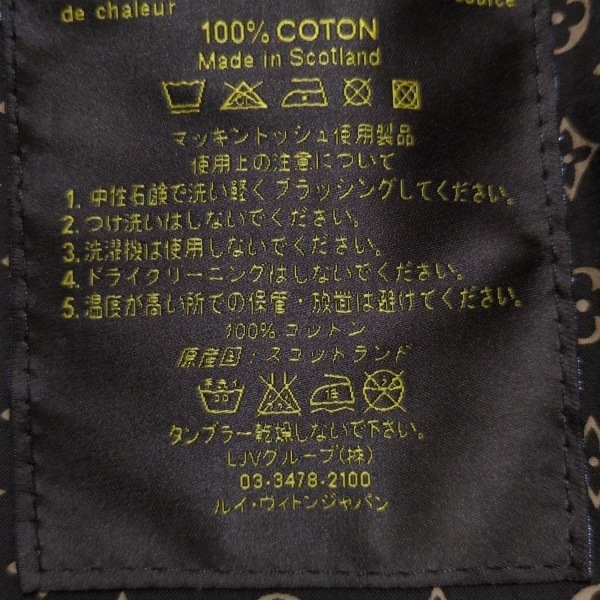 de chaleur
source
100% COTON
Made in Scotland
マッキントッシュ使用製品
使用上の注意について
1. 中性石鹸で洗い軽くブラッシングしてください。
2. つけ洗いはしないでください。
3. 洗濯機は使用しないでください。
4. ドライクリーニングはしないでください。
5. 温度が高い所での保管・放置は避けてください。
100%コットン
原産国：スコットランド
手洗イ
30
低
タンブラー乾燥しないで下さい。
LJVグループ(株)
03-3478-2100
ルイ・ヴィトンジャパン